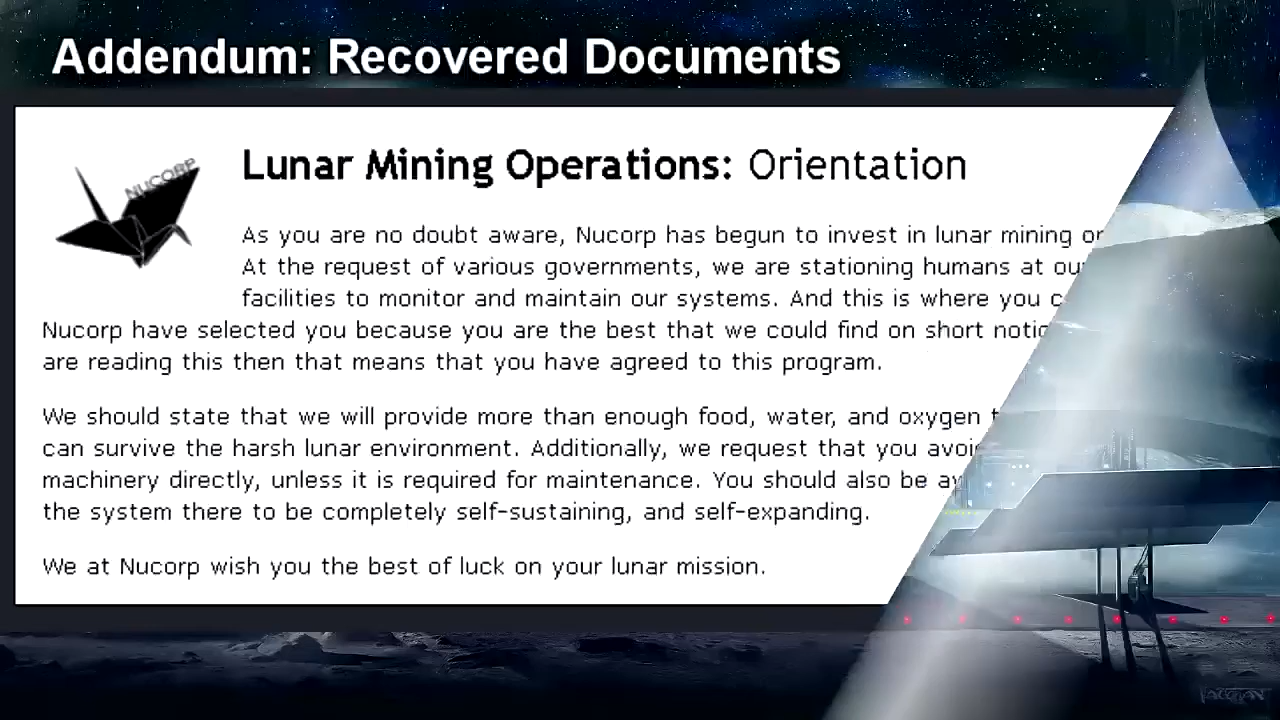 Addendum: Recovered Documents
NUCORP
Lunar Mining Operations: Orientation
As you are no doubt aware, Nucorp has begun to invest in lunar mining
At the request of various governments, we are stationing humans at
facilities to monitor and maintain our systems. And this is where you
Nucorp have selected you because you are the best that we could find on short
are reading this then that means that you have agreed to this program.
We should state that we will provide more than enough food, water, and oxygen
can survive the harsh lunar environment. Additionally, we request that you
machinery directly, unless it is required for maintenance. You should also be
the system there to be completely self-sustaining, and self-expanding.
We at Nucorp wish you the best of luck on your lunar mission.